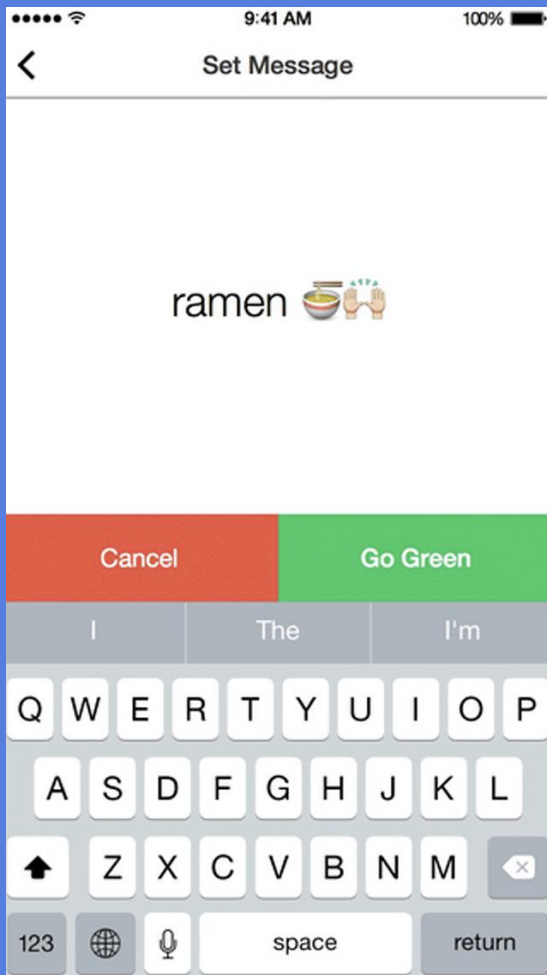 9:41 AM 100%
Set Message
ramen 🍜🙌🏼
Cancel Go Green
I The I'm
Q W E R T Y U I O P
A S D F G H J K L
Z X C V B N M
123 space return